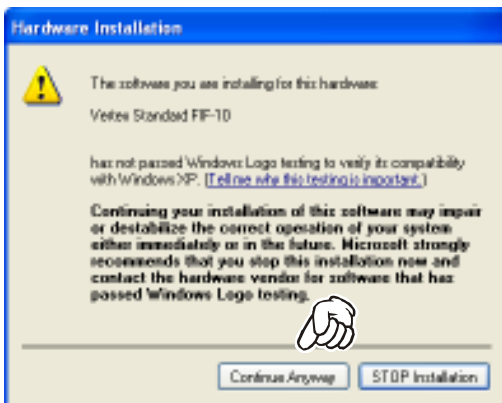 Hardware Installation
The software you are installing for this hardware:
Vertex Standard FIF-10
has not passed Windows Logo testing to verify its compatibility
with Windows XP. (Tell me why this testing is important.)
Continuing your installation of this software may impair
or destabilize the correct operation of your system
either immediately or in the future. Microsoft strongly
recommends that you stop this installation now and
contact the hardware vendor for software that has
passed Windows Logo testing.
Continue Anyway
STOP Installation